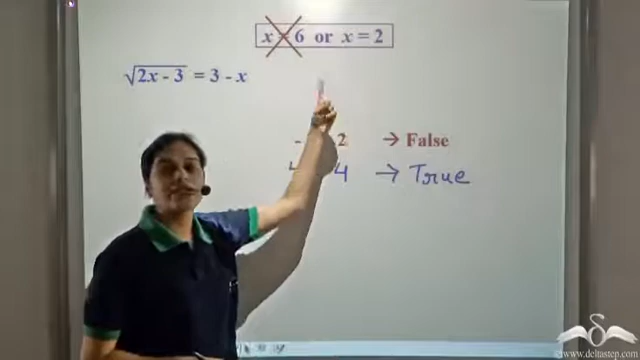 x = 6 or x = 2
√2x - 3 = 3 - x
- 2 → False
4 → True
www.deltastep.com